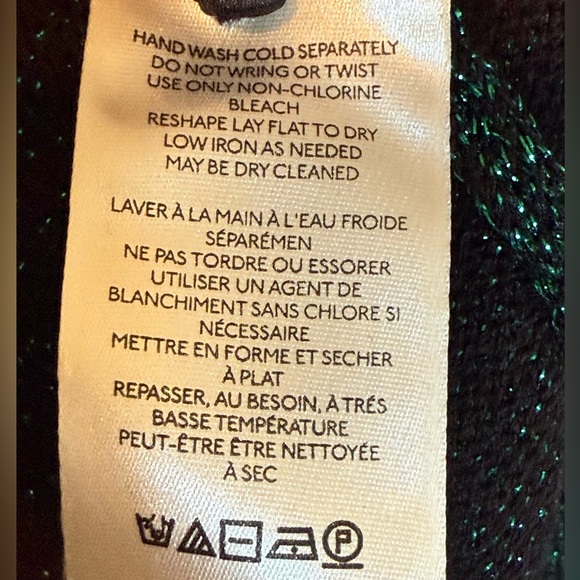 HAND WASH COLD SEPARATELY
DO NOT WRING OR TWIST
USE ONLY NON-CHLORINE
BLEACH
RESHAPE LAY FLAT TO DRY
LOW IRON AS NEEDED
MAY BE DRY CLEANED
LAVER À LA MAIN À L'EAU FROIDE
SÉPARÉMEN
NE PAS TORDRE OU ESSORER
UTILISER UN AGENT DE
BLANCHIMENT SANS CHLORE SI
NÉCESSAIRE
METTRE EN FORME ET SECHER
À PLAT
REPASSER, AU BESOIN, À TRÉS
BASSE TEMPÉRATURE
PEUT-ÊTRE ÊTRE NETTOYÉE
À SEC
P